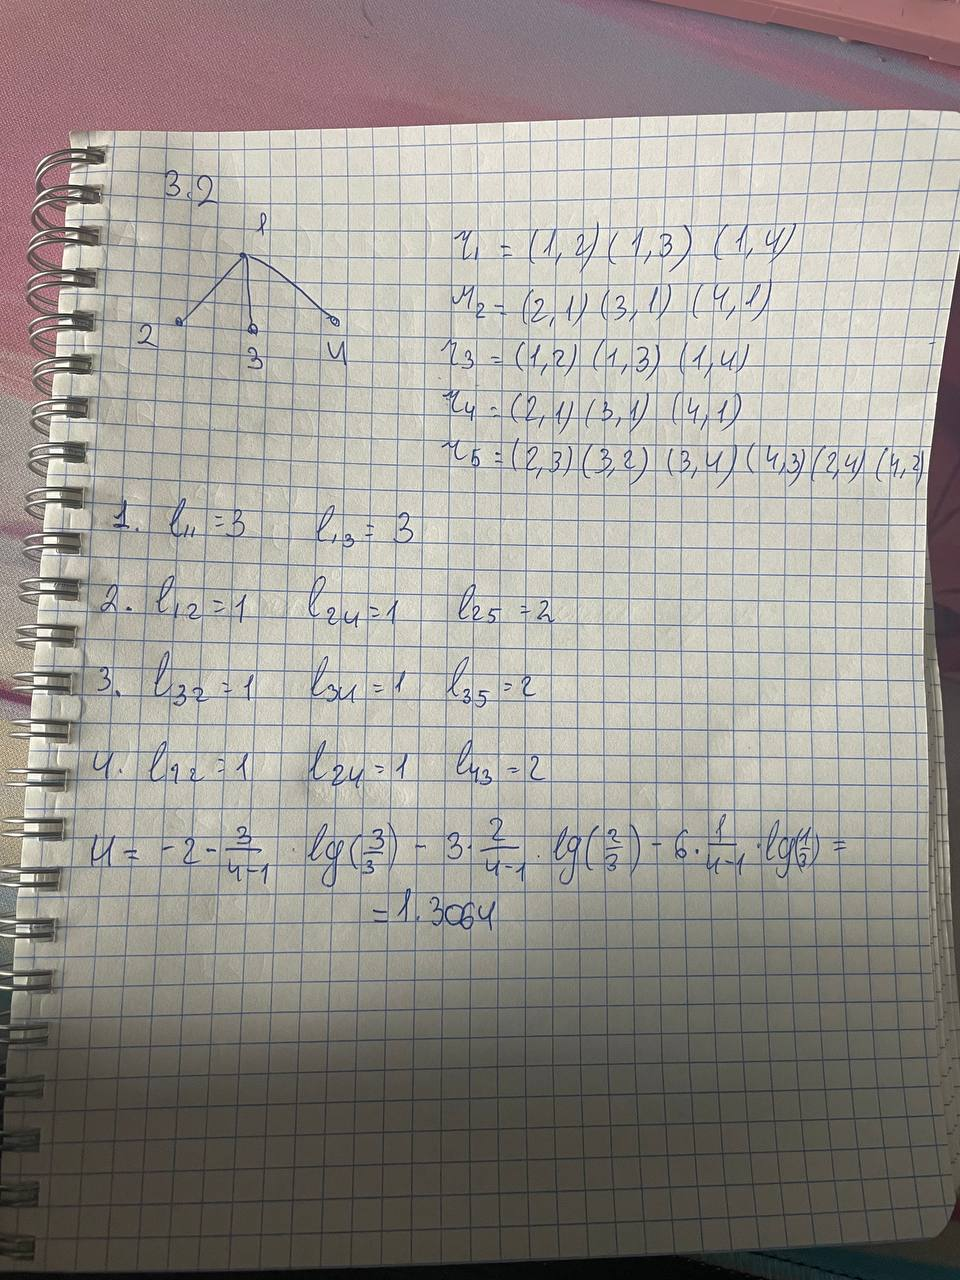 3.2
1
2
3
4
r₁ = (1,2) (1,3) (1,4)
r₂ = (2,1) (3,1) (4,1)
r₃ = (1,2) (1,3) (1,4)
r₄ = (2,1) (3,1) (4,1)
r₅ = (2,3) (3,2) (3,4) (4,3) (2,4) (4,2)
1. l₁₁ = 3 l₁₃ = 3
2. l₁₂ = 1 l₂₄ = 1 l₂₅ = 2
3. l₃₂ = 1 l₃₄ = 1 l₃₅ = 2
4. l₂₄ = 1 l₄₃ = 2
H = -2 - 3/(4-1) · lg(3/3) - 3 · 2/(4-1) · lg(2/3) - 6 · 1/(4-1) · lg(1/3) =
= 1.3064